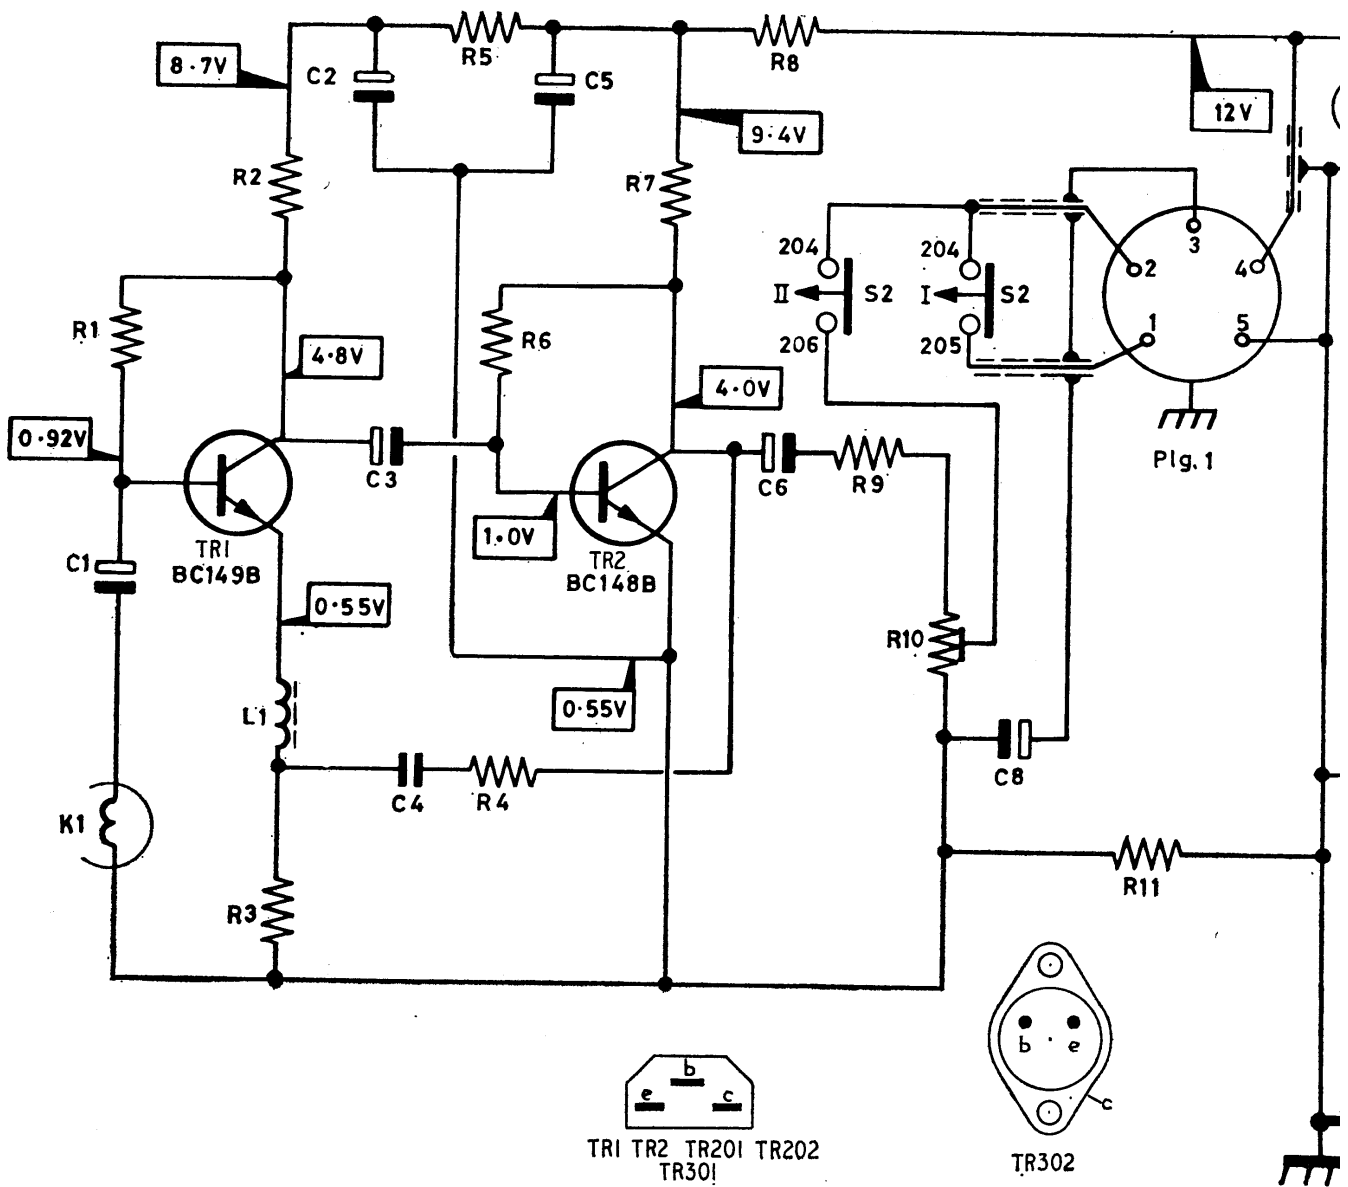 8.7V
C2
R5
C5
R8
12V
9.4V
R2
R7
3
204
204
2
4
II
S2
I
S2
R1
R6
1
5
206
205
4.8V
4.0V
0.92V
Plg.1
C3
C6
R9
1.0V
TR1
BC149B
TR2
BC148B
C1
0.55V
R10
L1
0.55V
C8
C4
R4
K1
R11
R3
b
e
b
e
c
c
TR1 TR2 TR201 TR202
TR301
TR302